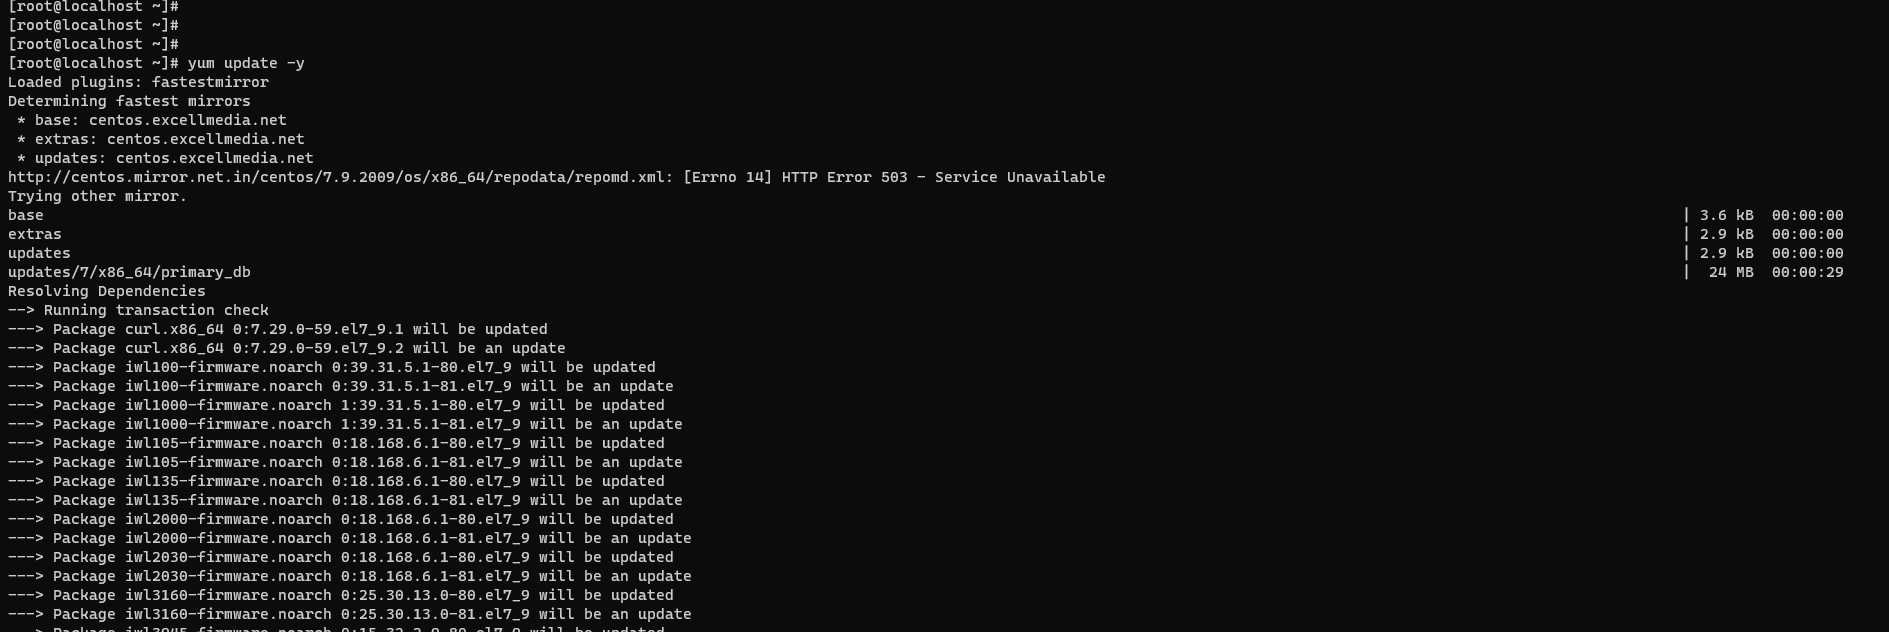 [root@localhost ~]#
[root@localhost ~]#
[root@localhost ~]#
[root@localhost ~]# yum update -y
Loaded plugins: fastestmirror
Determining fastest mirrors
 * base: centos.excellmedia.net
 * extras: centos.excellmedia.net
 * updates: centos.excellmedia.net
http://centos.mirror.net.in/centos/7.9.2009/os/x86_64/repodata/repomd.xml: [Errno 14] HTTP Error 503 - Service Unavailable
Trying other mirror.
base | 3.6 kB 00:00:00
extras | 2.9 kB 00:00:00
updates | 2.9 kB 00:00:00
updates/7/x86_64/primary_db | 24 MB 00:00:29
Resolving Dependencies
--> Running transaction check
---> Package curl.x86_64 0:7.29.0-59.el7_9.1 will be updated
---> Package curl.x86_64 0:7.29.0-59.el7_9.2 will be an update
---> Package iwl100-firmware.noarch 0:39.31.5.1-80.el7_9 will be updated
---> Package iwl100-firmware.noarch 0:39.31.5.1-81.el7_9 will be an update
---> Package iwl1000-firmware.noarch 1:39.31.5.1-80.el7_9 will be updated
---> Package iwl1000-firmware.noarch 1:39.31.5.1-81.el7_9 will be an update
---> Package iwl105-firmware.noarch 0:18.168.6.1-80.el7_9 will be updated
---> Package iwl105-firmware.noarch 0:18.168.6.1-81.el7_9 will be an update
---> Package iwl135-firmware.noarch 0:18.168.6.1-80.el7_9 will be updated
---> Package iwl135-firmware.noarch 0:18.168.6.1-81.el7_9 will be an update
---> Package iwl2000-firmware.noarch 0:18.168.6.1-80.el7_9 will be updated
---> Package iwl2000-firmware.noarch 0:18.168.6.1-81.el7_9 will be an update
---> Package iwl2030-firmware.noarch 0:18.168.6.1-80.el7_9 will be updated
---> Package iwl2030-firmware.noarch 0:18.168.6.1-81.el7_9 will be an update
---> Package iwl3160-firmware.noarch 0:25.30.13.0-80.el7_9 will be updated
---> Package iwl3160-firmware.noarch 0:25.30.13.0-81.el7_9 will be an update